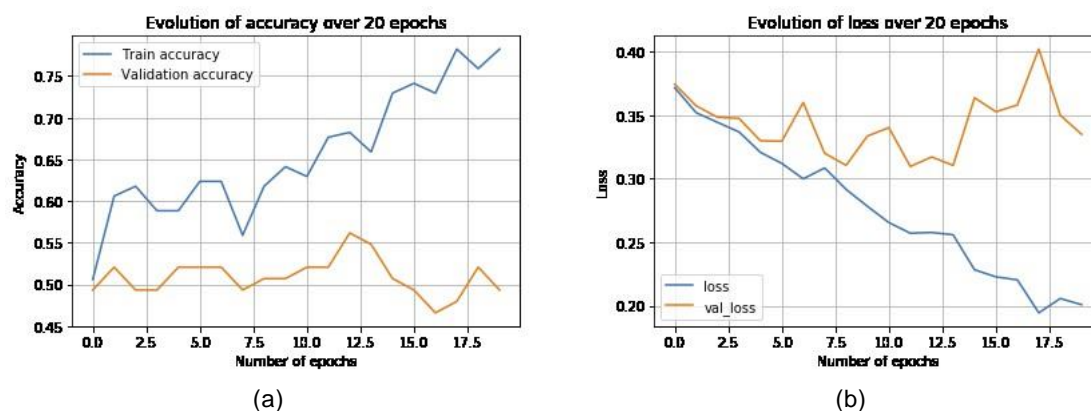 Evolution of accuracy over 20 epochs
Train accuracy
Validation accuracy
0.75
0.70
0.65
0.60
0.55
0.50
0.45
Accuracy
0.0 2.5 5.0 7.5 10.0 12.5 15.0 17.5
Number of epochs
(a)
Evolution of loss over 20 epochs
0.40
0.35
0.30
0.25
0.20
Loss
loss
val_loss
0.0 2.5 5.0 7.5 10.0 12.5 15.0 17.5
Number of epochs
(b)